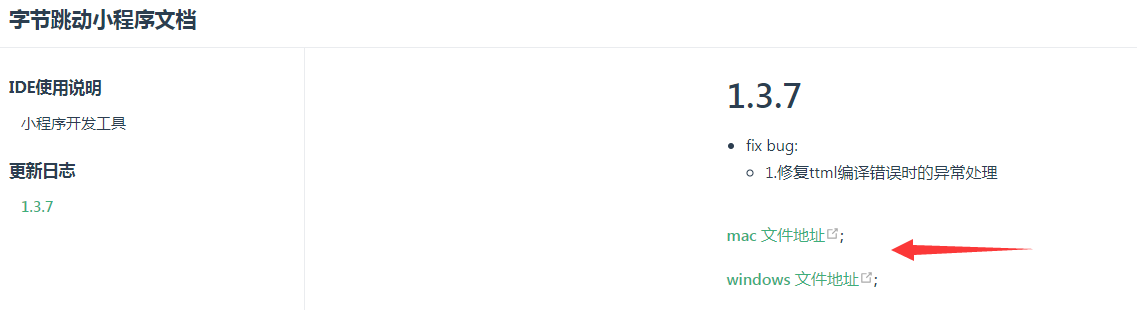 字节跳动小程序文档
IDE使用说明
小程序开发工具
更新日志
1.3.7
1.3.7
fix bug:
1.修复ttml编译错误时的异常处理
mac 文件地址;
windows 文件地址;